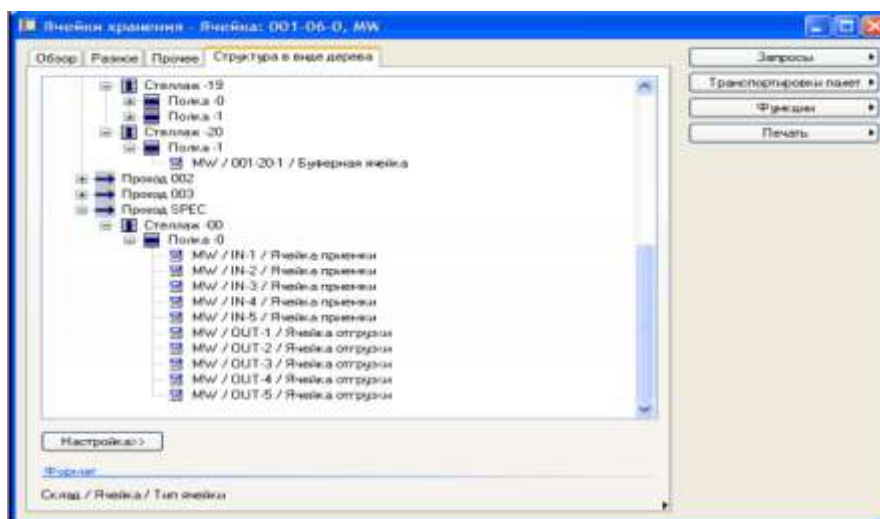 Ячейки хранения - Ячейка: 001-06-0, MW
Обзор Разное Прочее Структура в виде дерева
Запросы
Транспортировки палет
Функции
Печать
Стеллаж -19
Полка -0
Полка -1
Стеллаж -20
Полка -1
MW / 001-20-1 / Буферная ячейка
Проход 002
Проход 003
Проход SPEC
Стеллаж -00
Полка -0
MW / IN-1 / Ячейка приемки
MW / IN-2 / Ячейка приемки
MW / IN-3 / Ячейка приемки
MW / IN-4 / Ячейка приемки
MW / IN-5 / Ячейка приемки
MW / OUT-1 / Ячейка отгрузки
MW / OUT-2 / Ячейка отгрузки
MW / OUT-3 / Ячейка отгрузки
MW / OUT-4 / Ячейка отгрузки
MW / OUT-5 / Ячейка отгрузки
Настройка>>
Формат
Склад / Ячейка / Тип ячейки